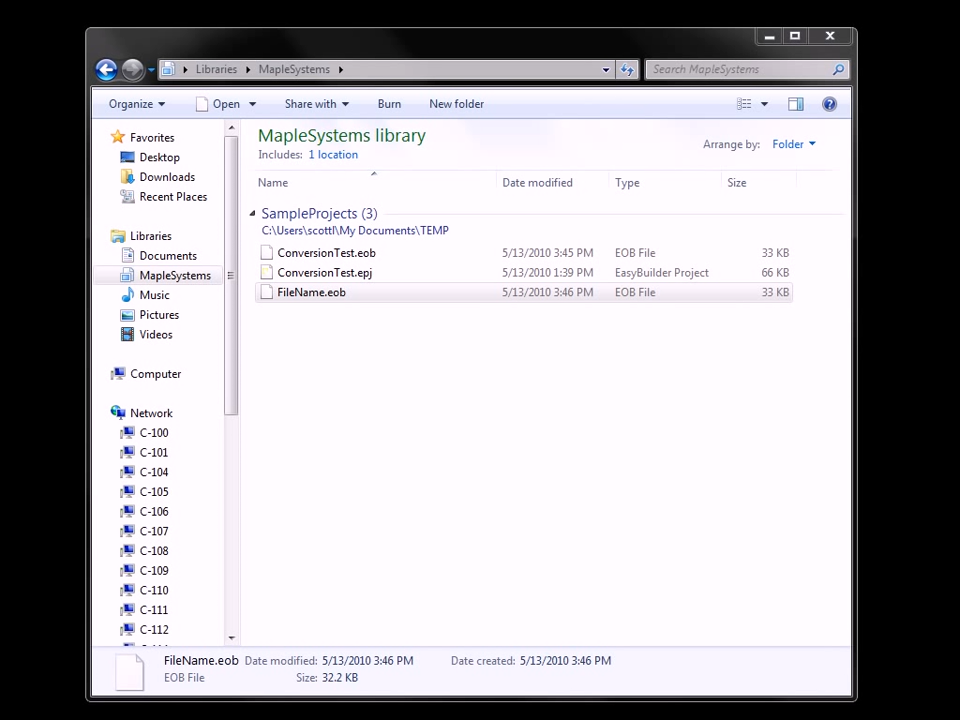 Libraries MapleSystems
Search MapleSystems
Organize Open Share with Burn New folder
Favorites
Desktop
Downloads
Recent Places
Libraries
Documents
MapleSystems
Music
Pictures
Videos
Computer
Network
C-100
C-101
C-104
C-105
C-106
C-107
C-108
C-109
C-110
C-111
C-112
MapleSystems library
Includes: 1 location
Arrange by: Folder
Name Date modified Type Size
SampleProjects (3)
C:\Users\scottl\My Documents\TEMP
ConversionTest.eob 5/13/2010 3:45 PM EOB File 33 KB
ConversionTest.epj 5/13/2010 1:39 PM EasyBuilder Project 66 KB
FileName.eob 5/13/2010 3:46 PM EOB File 33 KB
FileName.eob Date modified: 5/13/2010 3:46 PM Date created: 5/13/2010 3:46 PM
EOB File Size: 32.2 KB